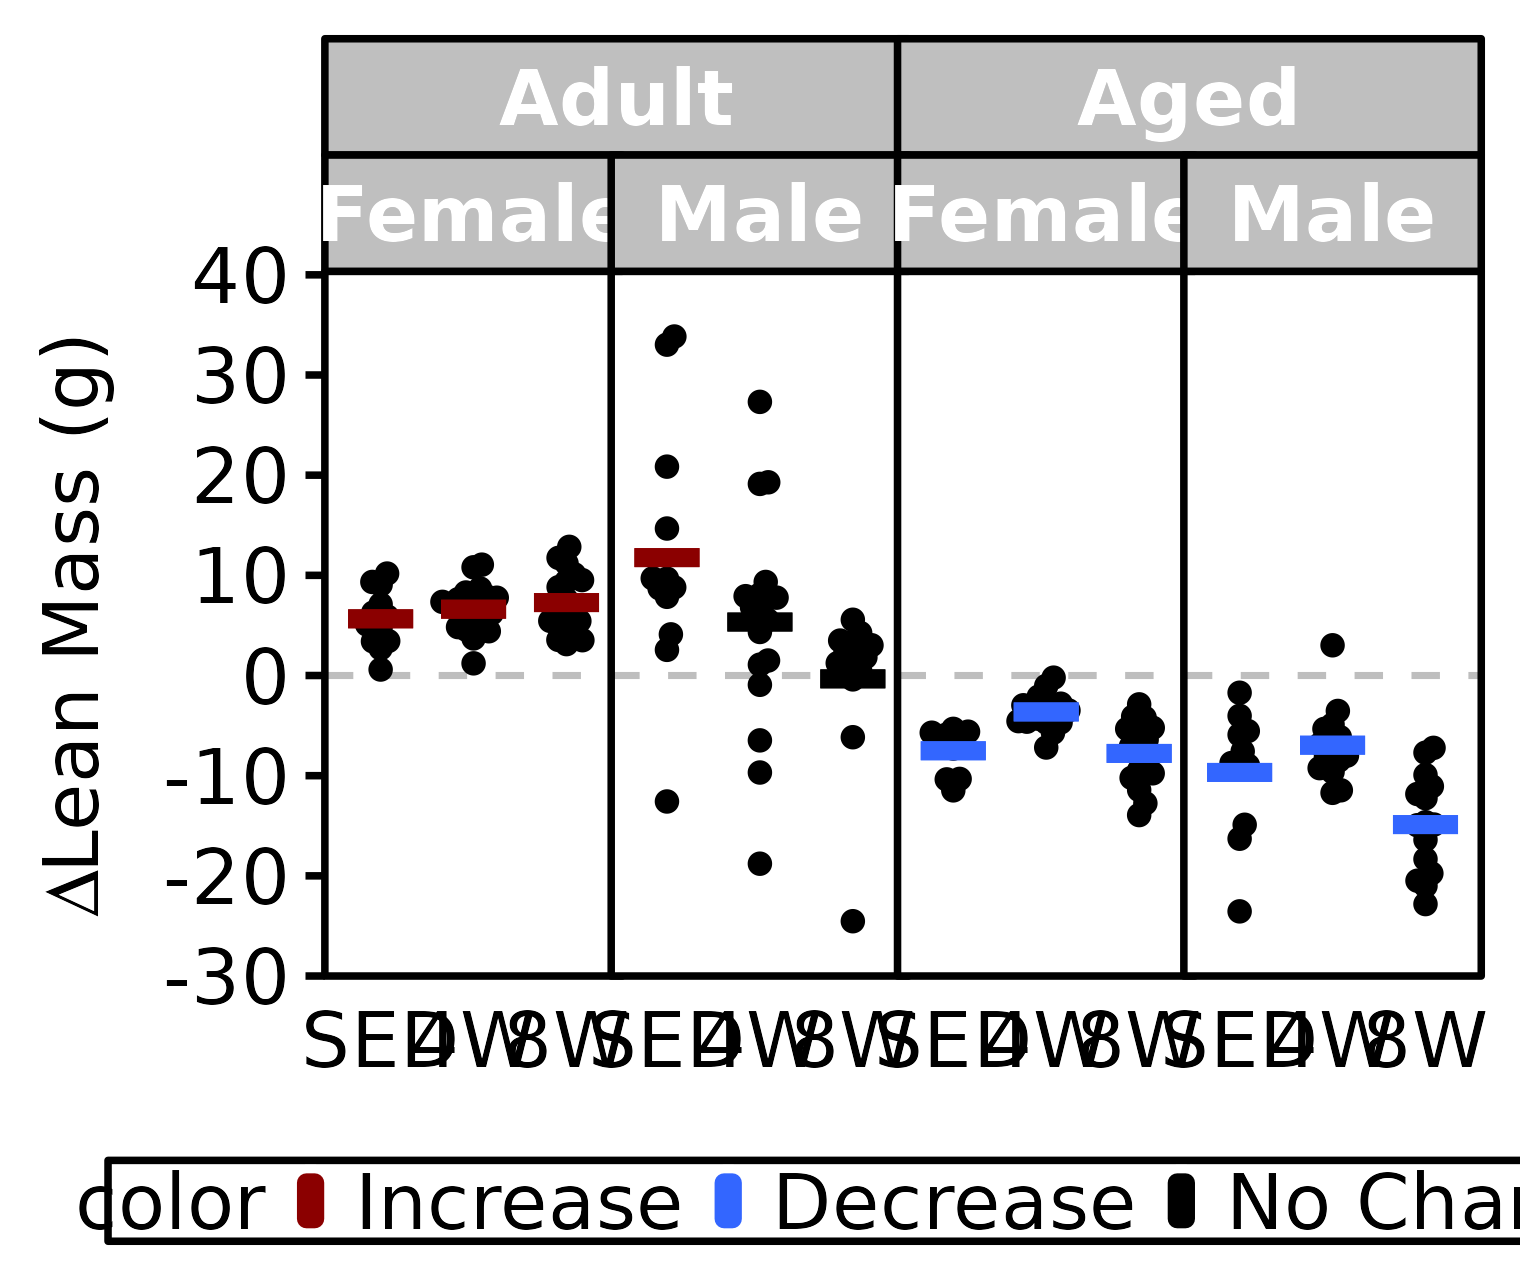 Adult Aged
Female Male Female Male
40
30
20
10
0
-10
-20
-30
ΔLean Mass (g)
SED 4W 8W SED 4W 8W SED 4W 8W SED 4W 8W
color Increase Decrease No Char